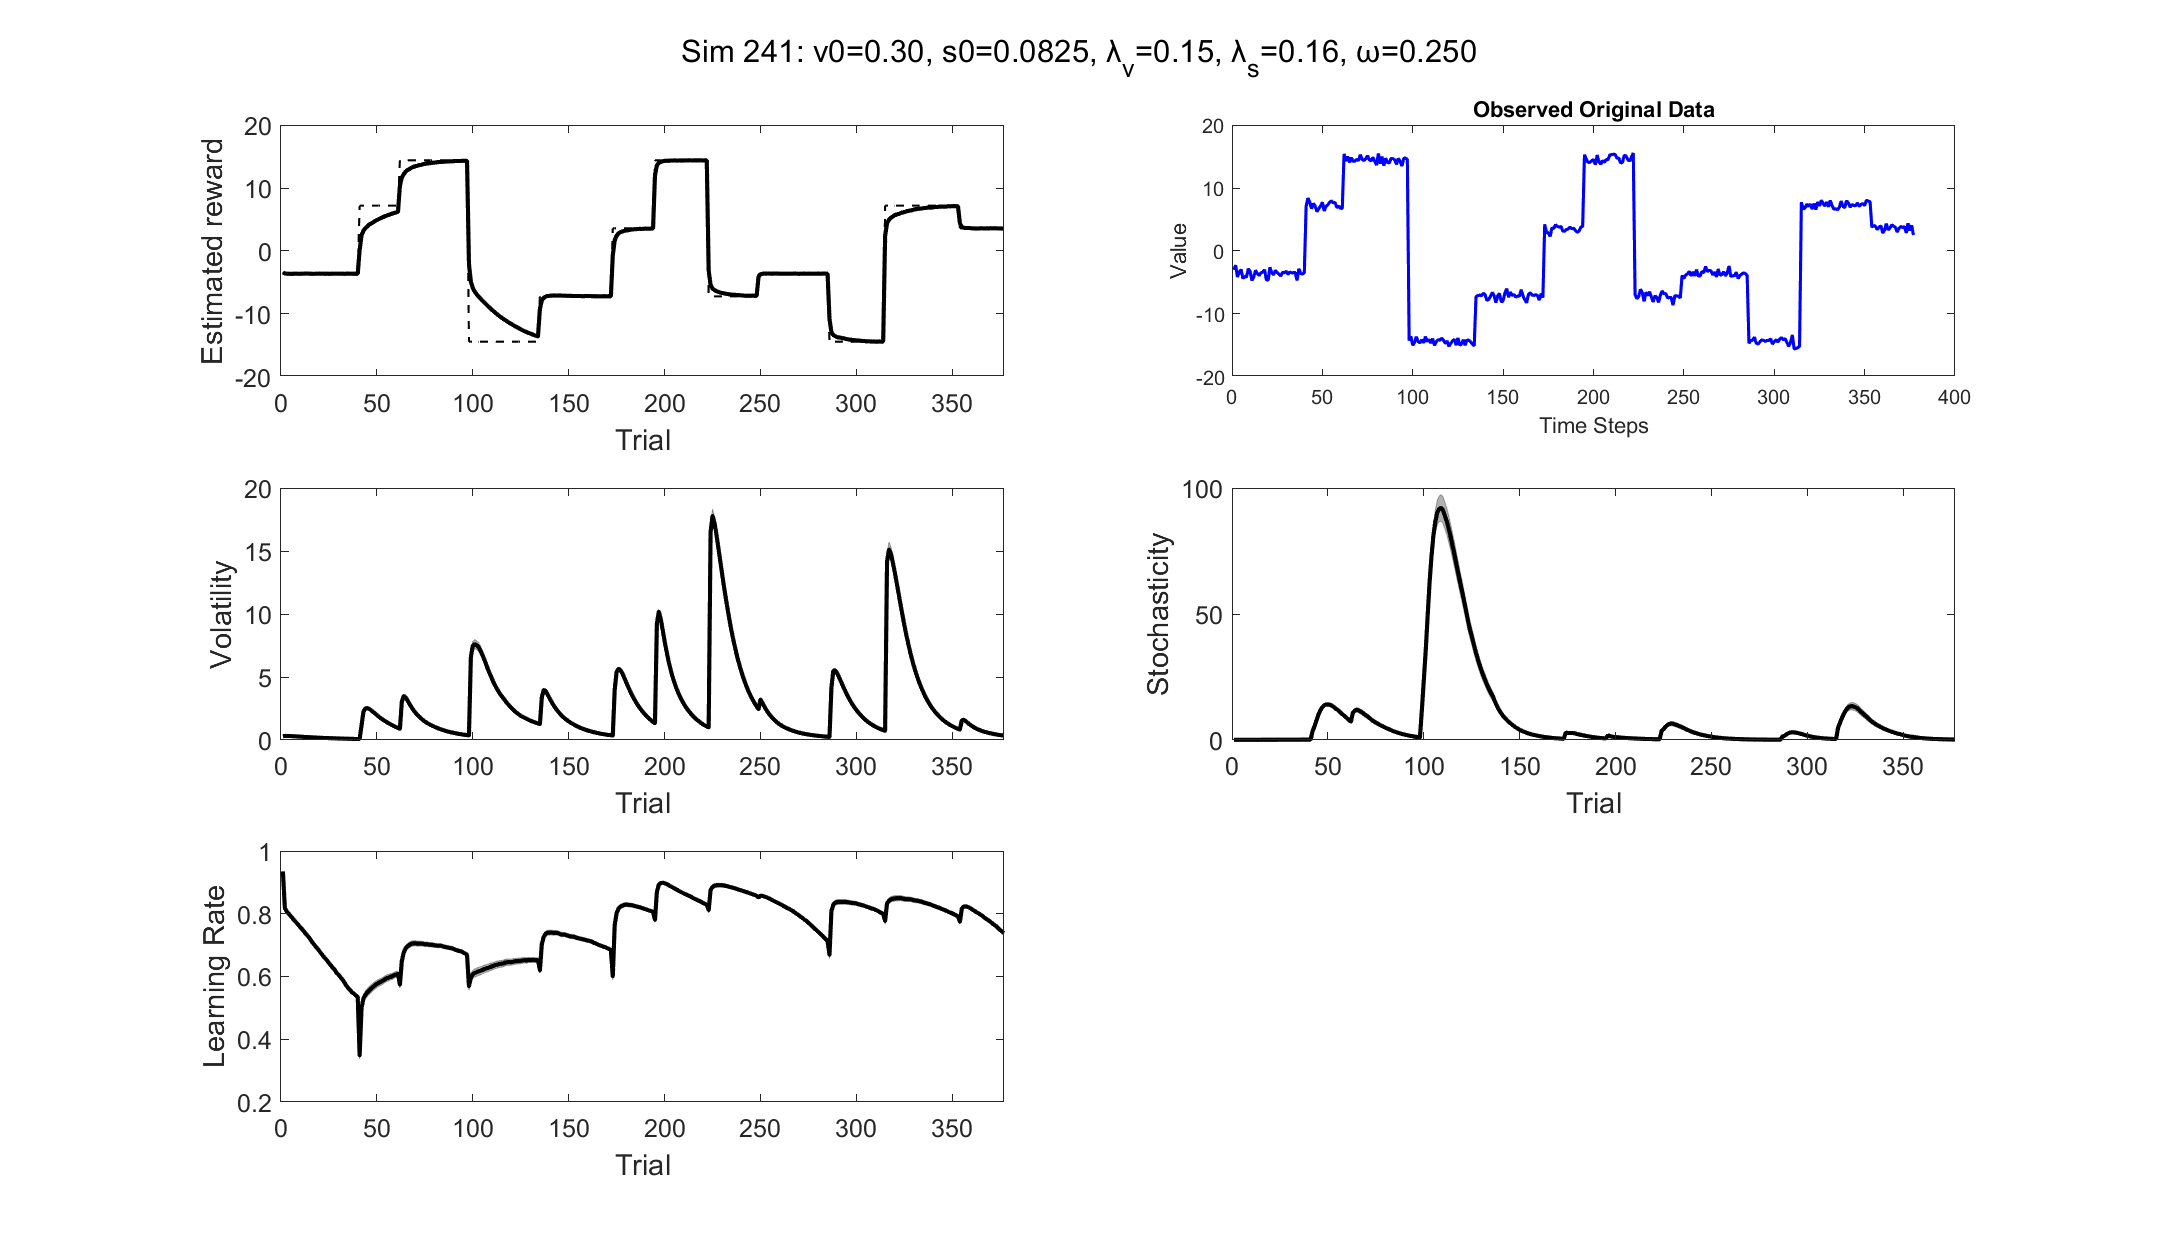 Sim 241: v0=0.30, s0=0.0825, λv=0.15, λs=0.16, ω=0.250
20
10
0
-10
-20
Estimated reward
0 50 100 150 200 250 300 350
Trial
Observed Original Data
20
10
0
-10
-20
Value
0 50 100 150 200 250 300 350 400
Time Steps
20
15
10
5
0
Volatility
0 50 100 150 200 250 300 350
Trial
100
50
0
Stochasticity
0 50 100 150 200 250 300 350
Trial
1
0.8
0.6
0.4
0.2
Learning Rate
0 50 100 150 200 250 300 350
Trial